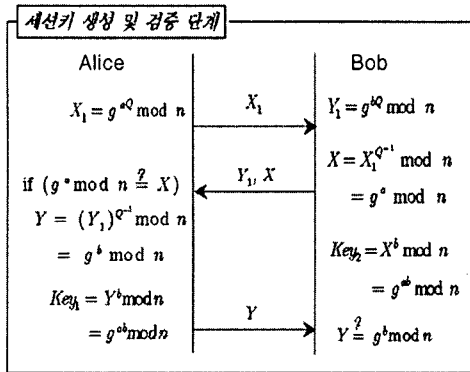 세션키 생성 및 검증 단계
Alice
Bob
X₁ = g^{aQ} mod n
X₁
Y₁ = g^{bQ} mod n
X = X₁^{Q⁻¹} mod n
= g^a mod n
if (g^a mod n ≟ X)
Y₁, X
Y = (Y₁)^{Q⁻¹} mod n
= g^b mod n
Key₂ = X^b mod n
= g^{ab} mod n
Key₁ = Y^b mod n
= g^{ab} mod n
Y
Y ≟ g^b mod n